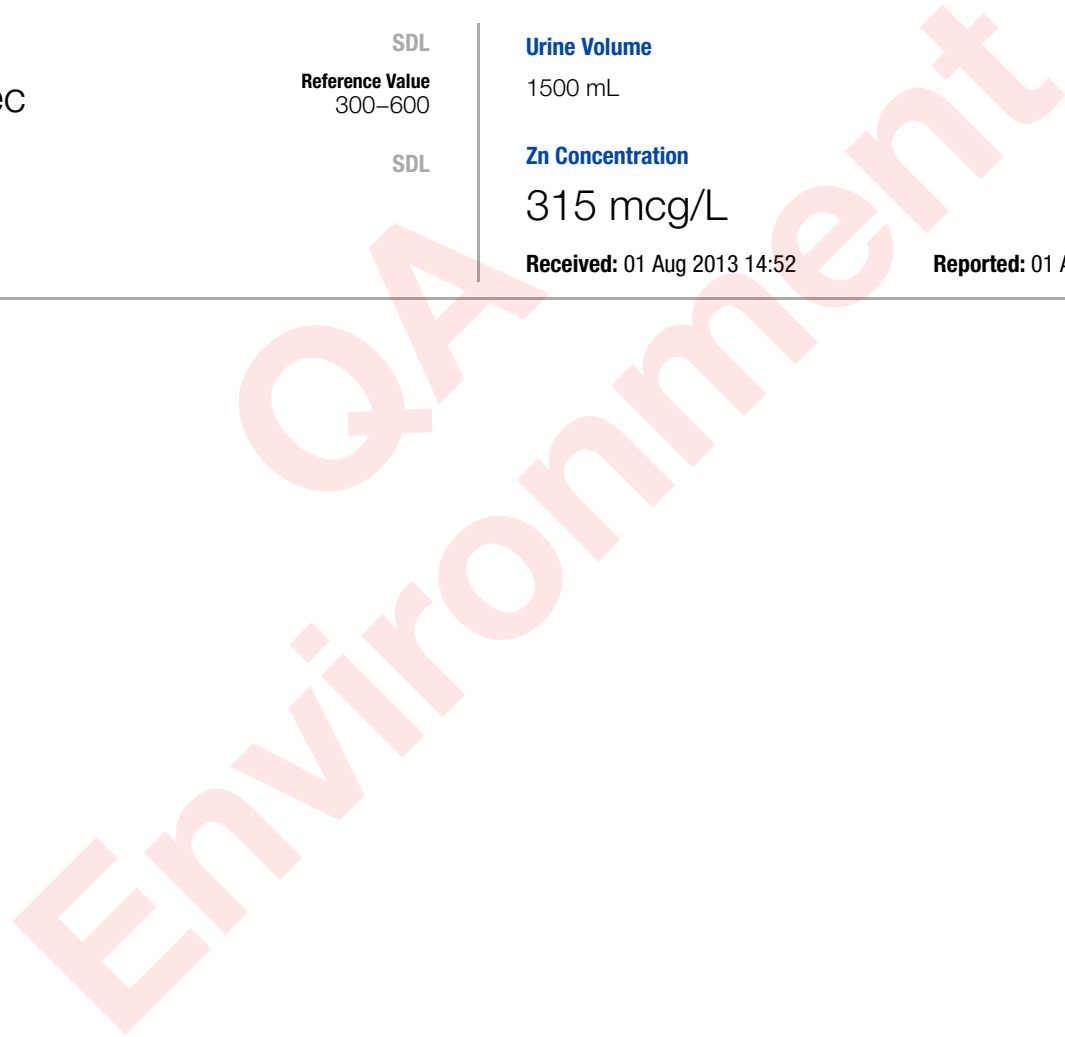 SDL
ec
Reference Value
300–600
SDL
Urine Volume
1500 mL
Zn Concentration
315 mcg/L
Received: 01 Aug 2013 14:52
Reported: 01 A
QA
Environment